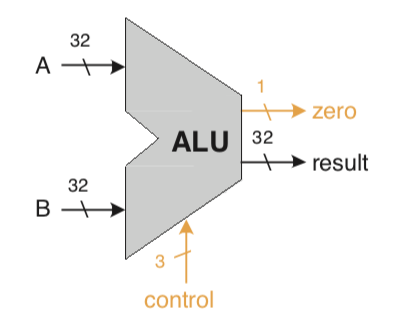 32
A
1
zero
ALU
32
result
32
B
3
control